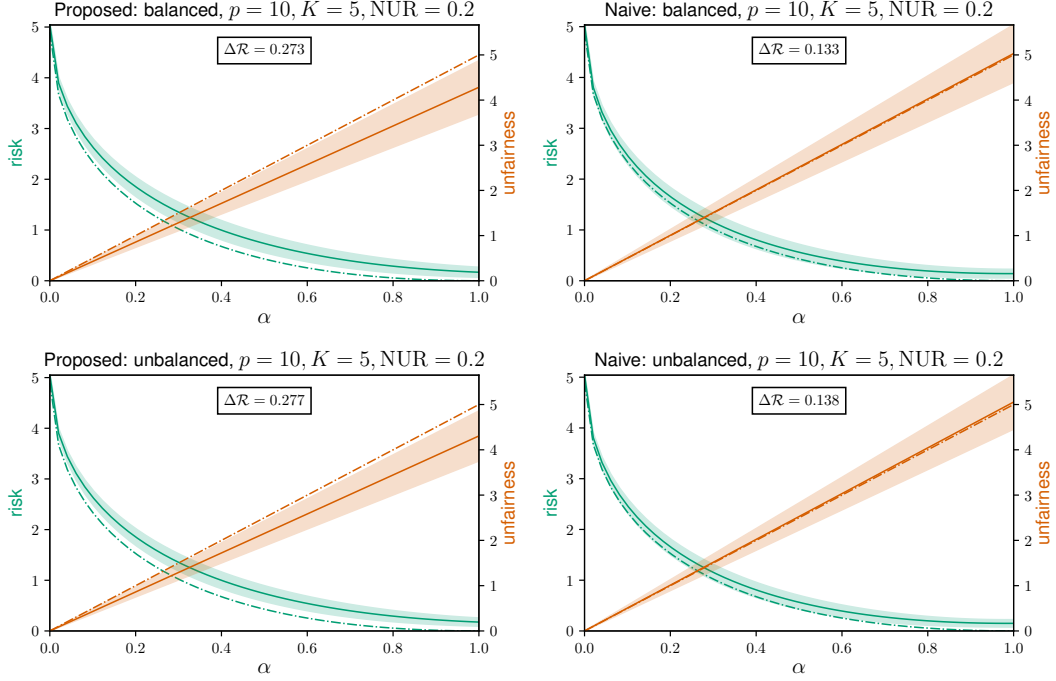 Proposed: balanced, p = 10, K = 5, NUR = 0.2
ΔR = 0.273
risk
unfairness
0
1
2
3
4
5
0
1
2
3
4
5
0.0 0.2 0.4 0.6 0.8 1.0
α
Naive: balanced, p = 10, K = 5, NUR = 0.2
ΔR = 0.133
risk
unfairness
0
1
2
3
4
5
0
1
2
3
4
5
0.0 0.2 0.4 0.6 0.8 1.0
α
Proposed: unbalanced, p = 10, K = 5, NUR = 0.2
ΔR = 0.277
risk
unfairness
0
1
2
3
4
5
0
1
2
3
4
5
0.0 0.2 0.4 0.6 0.8 1.0
α
Naive: unbalanced, p = 10, K = 5, NUR = 0.2
ΔR = 0.138
risk
unfairness
0
1
2
3
4
5
0
1
2
3
4
5
0.0 0.2 0.4 0.6 0.8 1.0
α